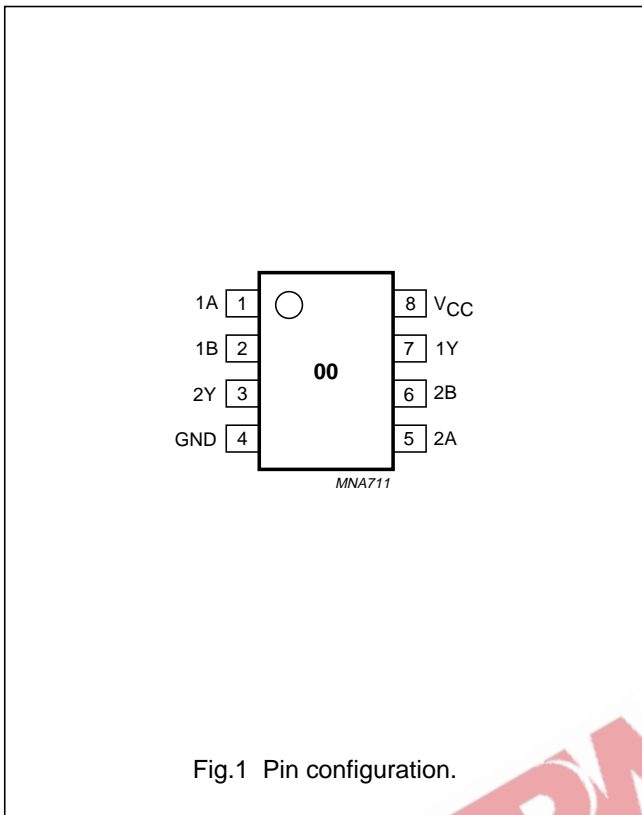 1A 1 8 VCC
1B 2 7 1Y
00
2Y 3 6 2B
GND 4 5 2A
MNA711
Fig.1 Pin configuration.